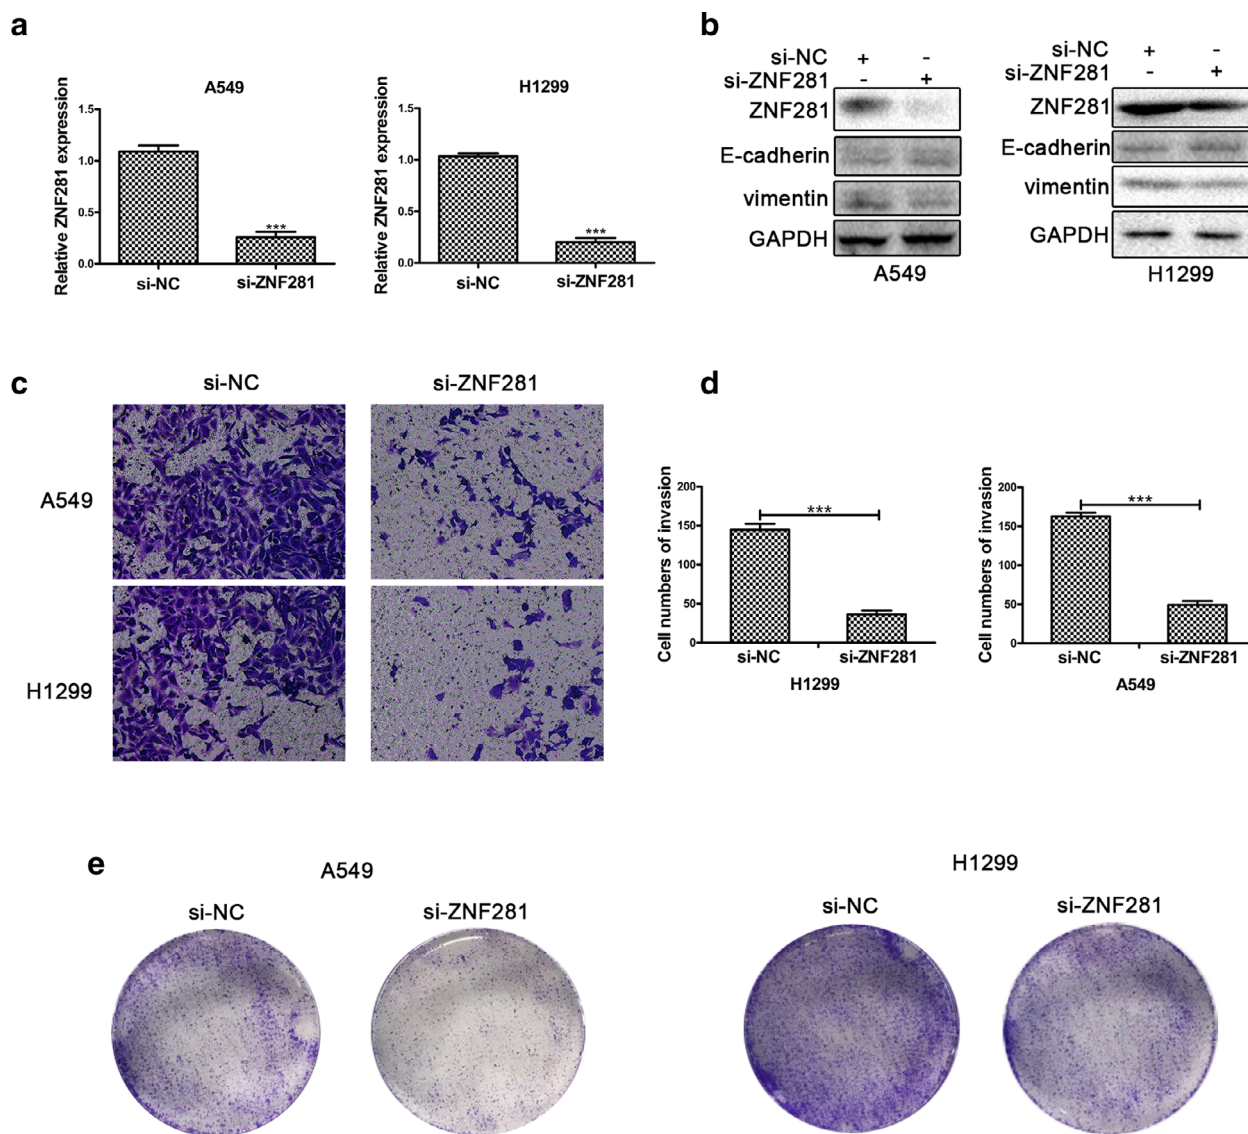 a
A549
Relative ZNF281 expression
1.5
1.0
0.5
0.0
***
si-NC
si-ZNF281
H1299
Relative ZNF281 expression
1.5
1.0
0.5
0.0
***
si-NC
si-ZNF281
b
si-NC + -
si-ZNF281 - +
ZNF281
E-cadherin
vimentin
GAPDH
A549
si-NC + -
si-ZNF281 - +
ZNF281
E-cadherin
vimentin
GAPDH
H1299
c
si-NC
si-ZNF281
A549
H1299
d
Cell numbers of invasion
200
150
100
50
0
***
si-NC
si-ZNF281
H1299
Cell numbers of invasion
200
150
100
50
0
***
si-NC
si-ZNF281
A549
e
A549
si-NC
si-ZNF281
H1299
si-NC
si-ZNF281